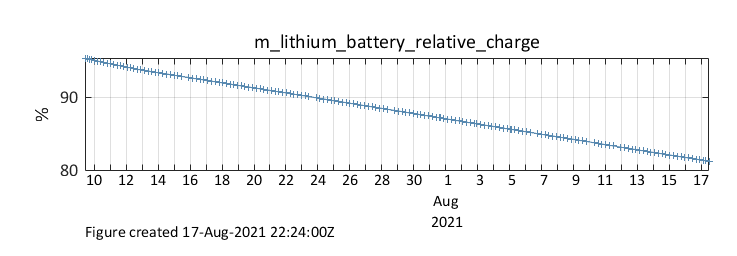 m_lithium_battery_relative_charge
90
80
%
10 12 14 16 18 20 22 24 26 28 30 1 3 5 7 9 11 13 15 17
Aug
2021
Figure created 17-Aug-2021 22:24:00Z